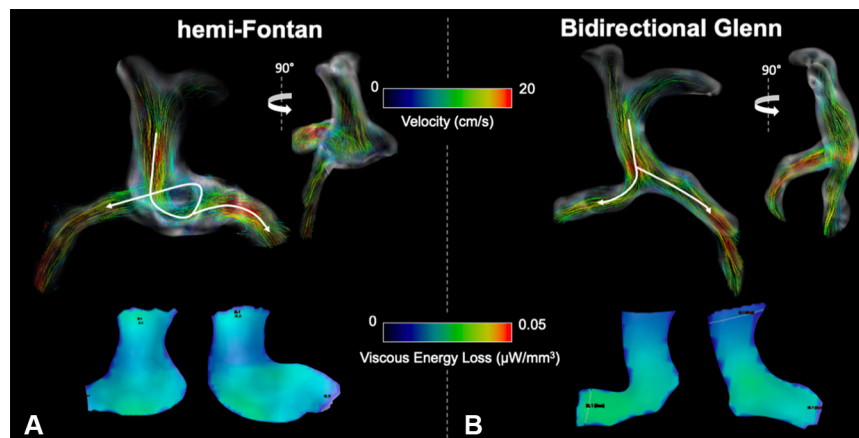 hemi-Fontan
Bidirectional Glenn
90°
0
20
Velocity (cm/s)
90°
0
0.05
Viscous Energy Loss (µW/mm³)
A
B